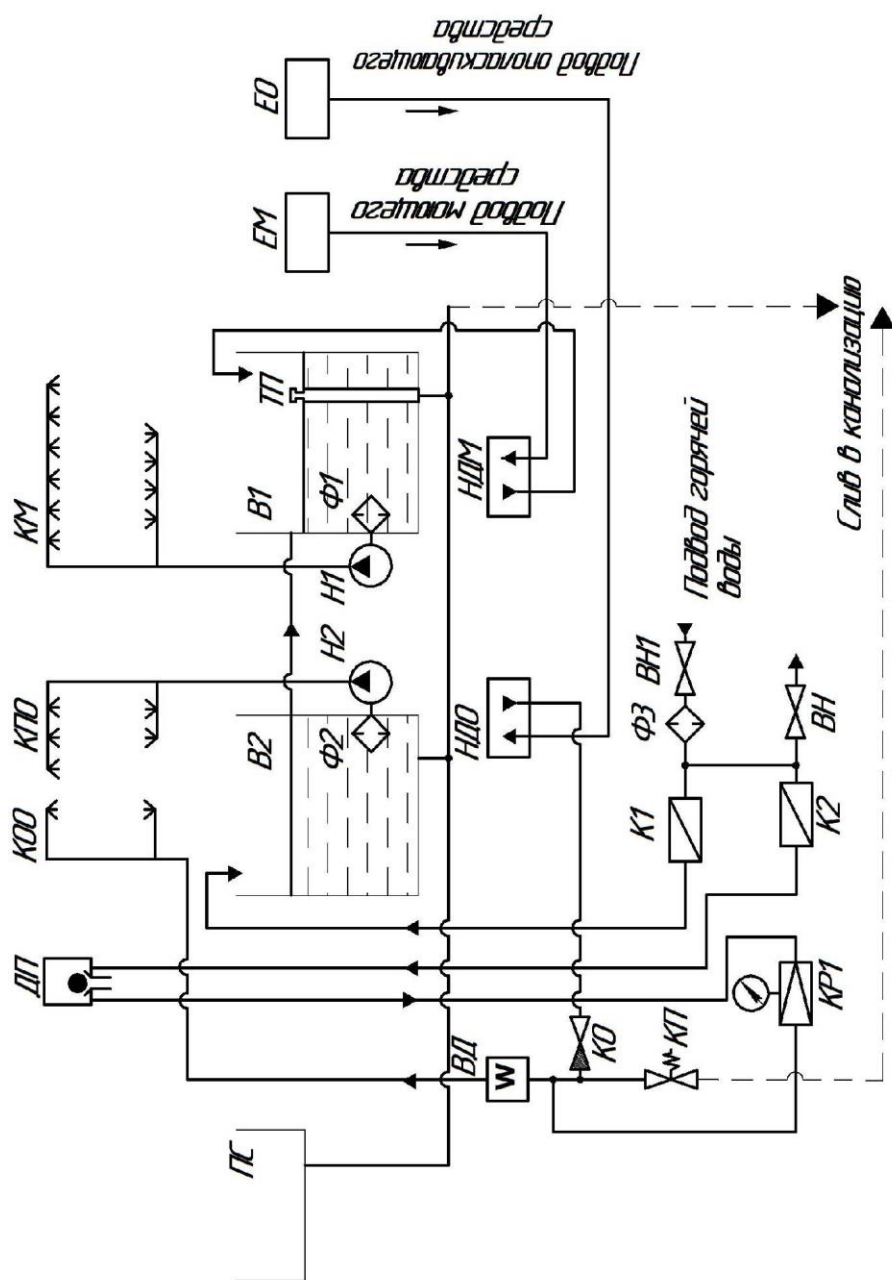 КМ
КПО
КОО
ДП
ПС
ЕО
Подвод ополаскивающего
средства
ЕМ
Подвод моющего
средства
ТП
В1
Ф1
Н1
Н2
В2
Ф2
ВД
W
НДМ
НДО
КО
КП
КР1
К1
К2
Ф3
ВН1
ВН
Подвод горячей
воды
Слив в канализацию